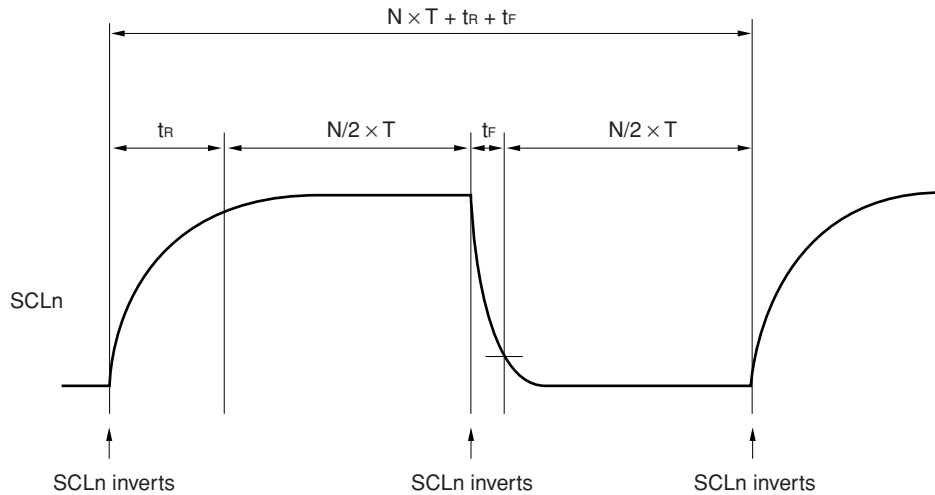 N × T + tR + tF
tR
N/2 × T
tF
N/2 × T
SCLn
SCLn inverts
SCLn inverts
SCLn inverts